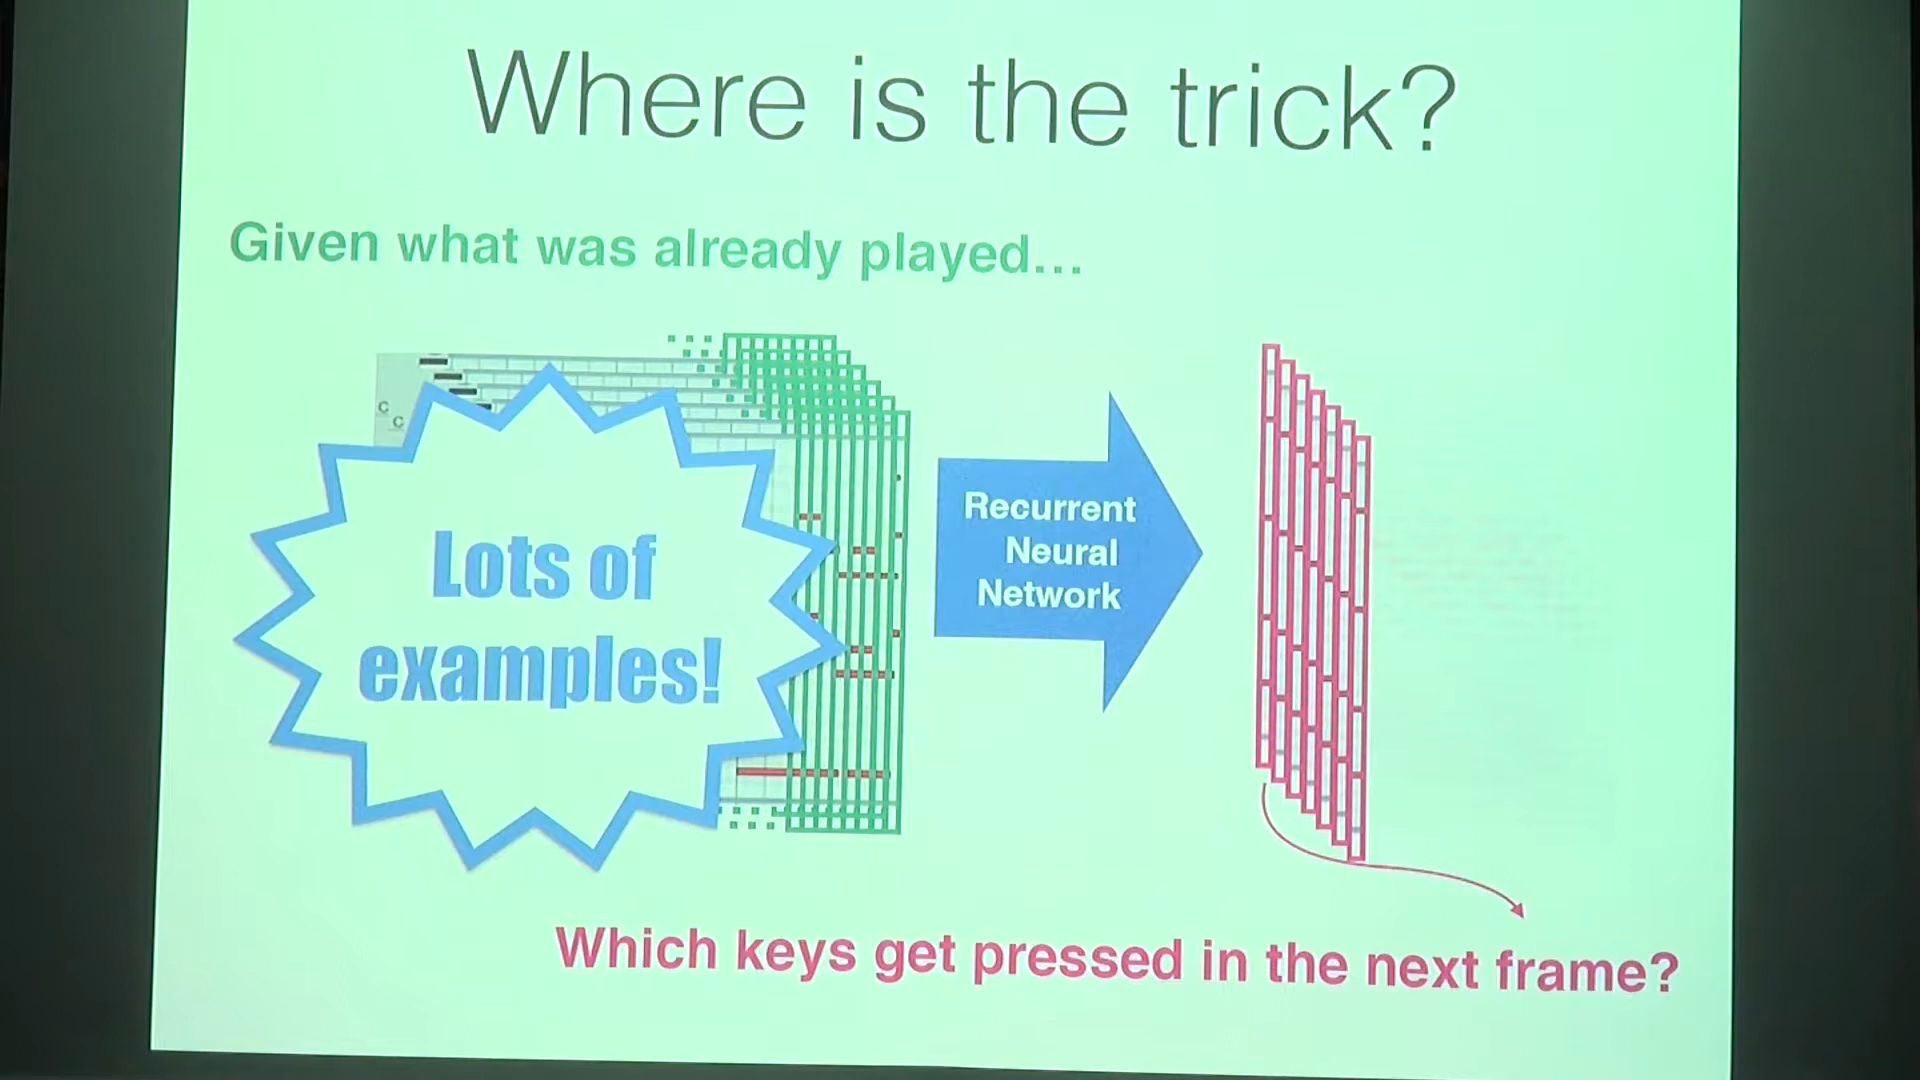 Where is the trick?
Given what was already played...
C
C
Lots of
examples!
Recurrent
Neural
Network
Which keys get pressed in the next frame?